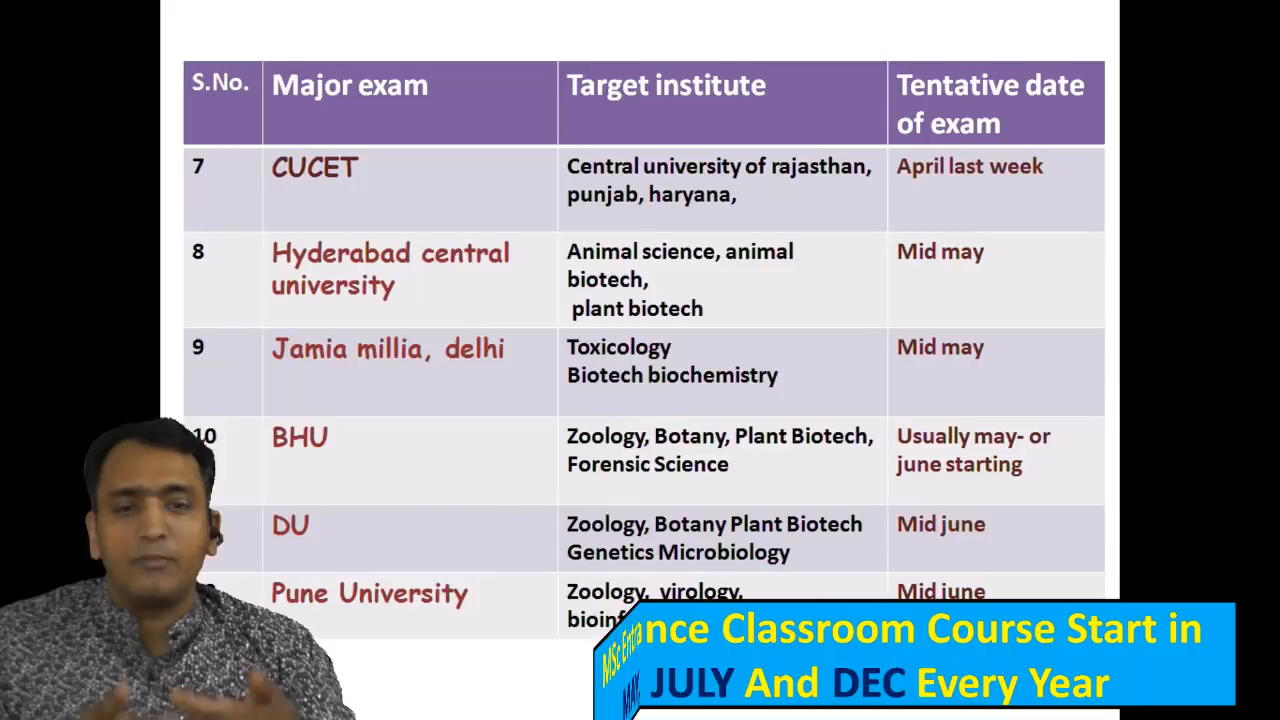 S.No. Major exam Target institute Tentative date
of exam
7 CUCET Central university of rajasthan, April last week
punjab, haryana,
8 Hyderabad central Animal science, animal Mid may
university biotech,
plant biotech
9 Jamia millia, delhi Toxicology Mid may
Biotech biochemistry
10 BHU Zoology, Botany, Plant Biotech, Usually may- or
Forensic Science june starting
DU Zoology, Botany Plant Biotech Mid june
Genetics Microbiology
Pune University Zoology, virology, Mid june
MSc Entrance Classroom Course Start in
JULY And DEC Every Year